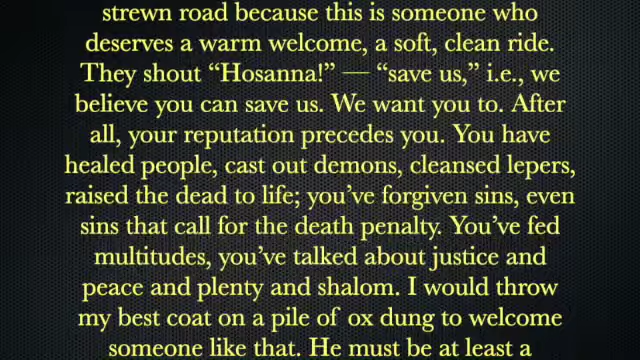 strewn road because this is someone who
deserves a warm welcome, a soft, clean ride.
They shout “Hosanna!” — “save us,” i.e., we
believe you can save us. We want you to. After
all, your reputation precedes you. You have
healed people, cast out demons, cleansed lepers,
raised the dead to life; you’ve forgiven sins, even
sins that call for the death penalty. You’ve fed
multitudes, you’ve talked about justice and
peace and plenty and shalom. I would throw
my best coat on a pile of ox dung to welcome
someone like that. He must be at least a